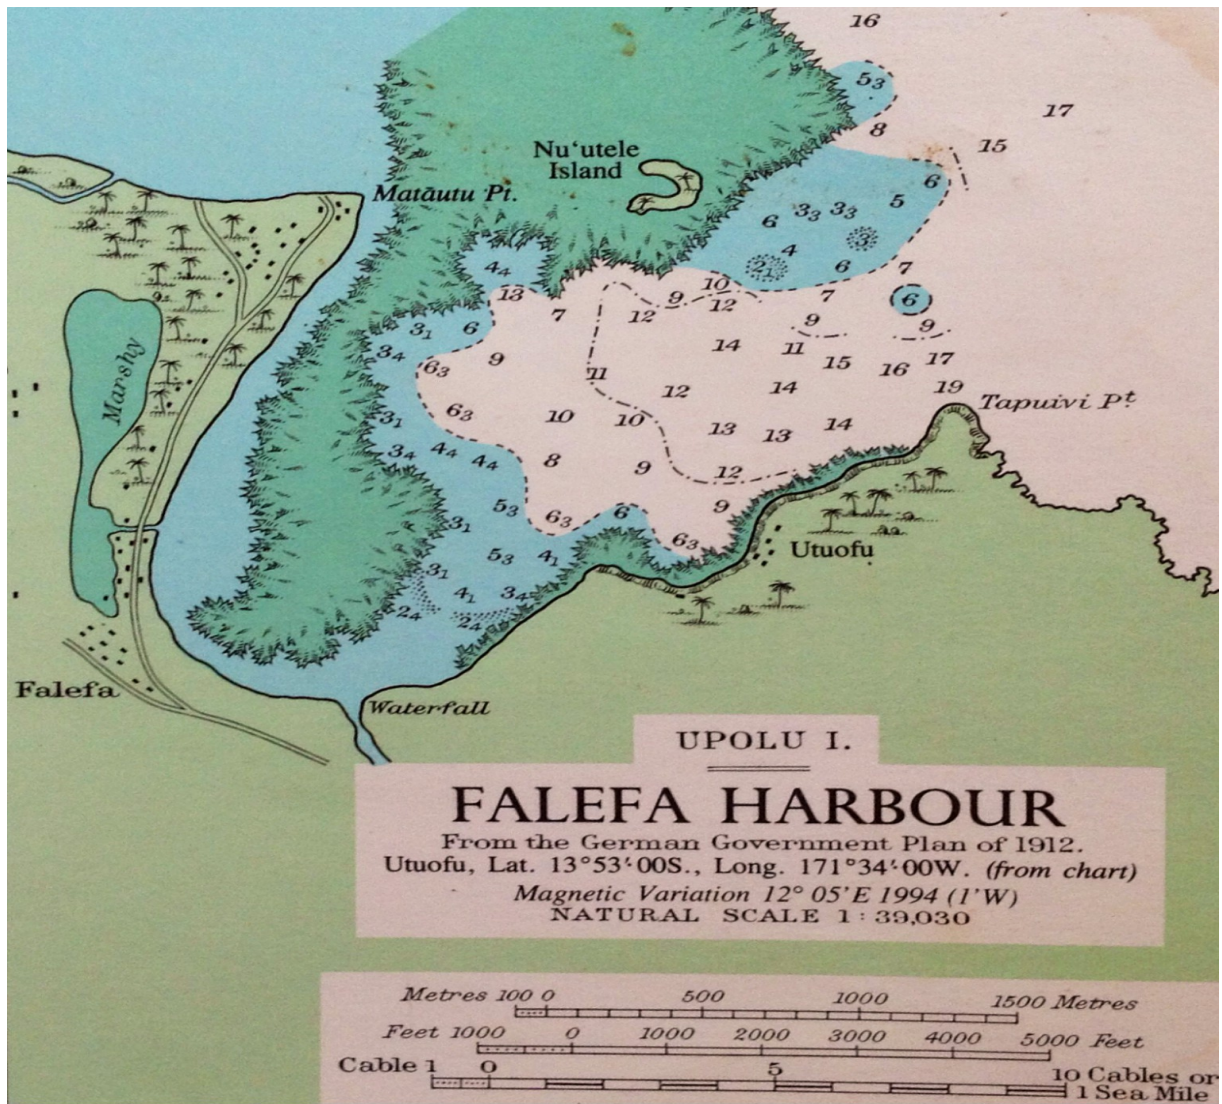 16
5₃
17
8
15
Nu'utele
Island
6
Matautu Pt.
3₃ 3₃ 5
6
3
4
4₄ 2₁ 6 7
10
13 9 7 6
7 12 12
3₁ 6 9 9
14 11
3₄ 9 15 17
6₃ 11 16
Marshy
12 14 19
Tapuivi Pt.
3₁ 6₃ 10 10 13 13 14
3₄ 4₄ 4₄ 8 9 12
5₃ 9
3₁ 6₃ 6
6₃
5₃ 4₁ Utuofu
3₁
4₁ 3₄
2₄ 2₄
Falefa
Waterfall
UPOLU I.
FALEFA HARBOUR
From the German Government Plan of 1912.
Utuofu, Lat. 13°53'·00S., Long. 171°34'·00W. (from chart)
Magnetic Variation 12° 05'E 1994 (1'W)
NATURAL SCALE 1 : 39,030
Metres 100 0 500 1000 1500 Metres
Feet 1000 0 1000 2000 3000 4000 5000 Feet
Cable 1 0 5 10 Cables or
1 Sea Mile